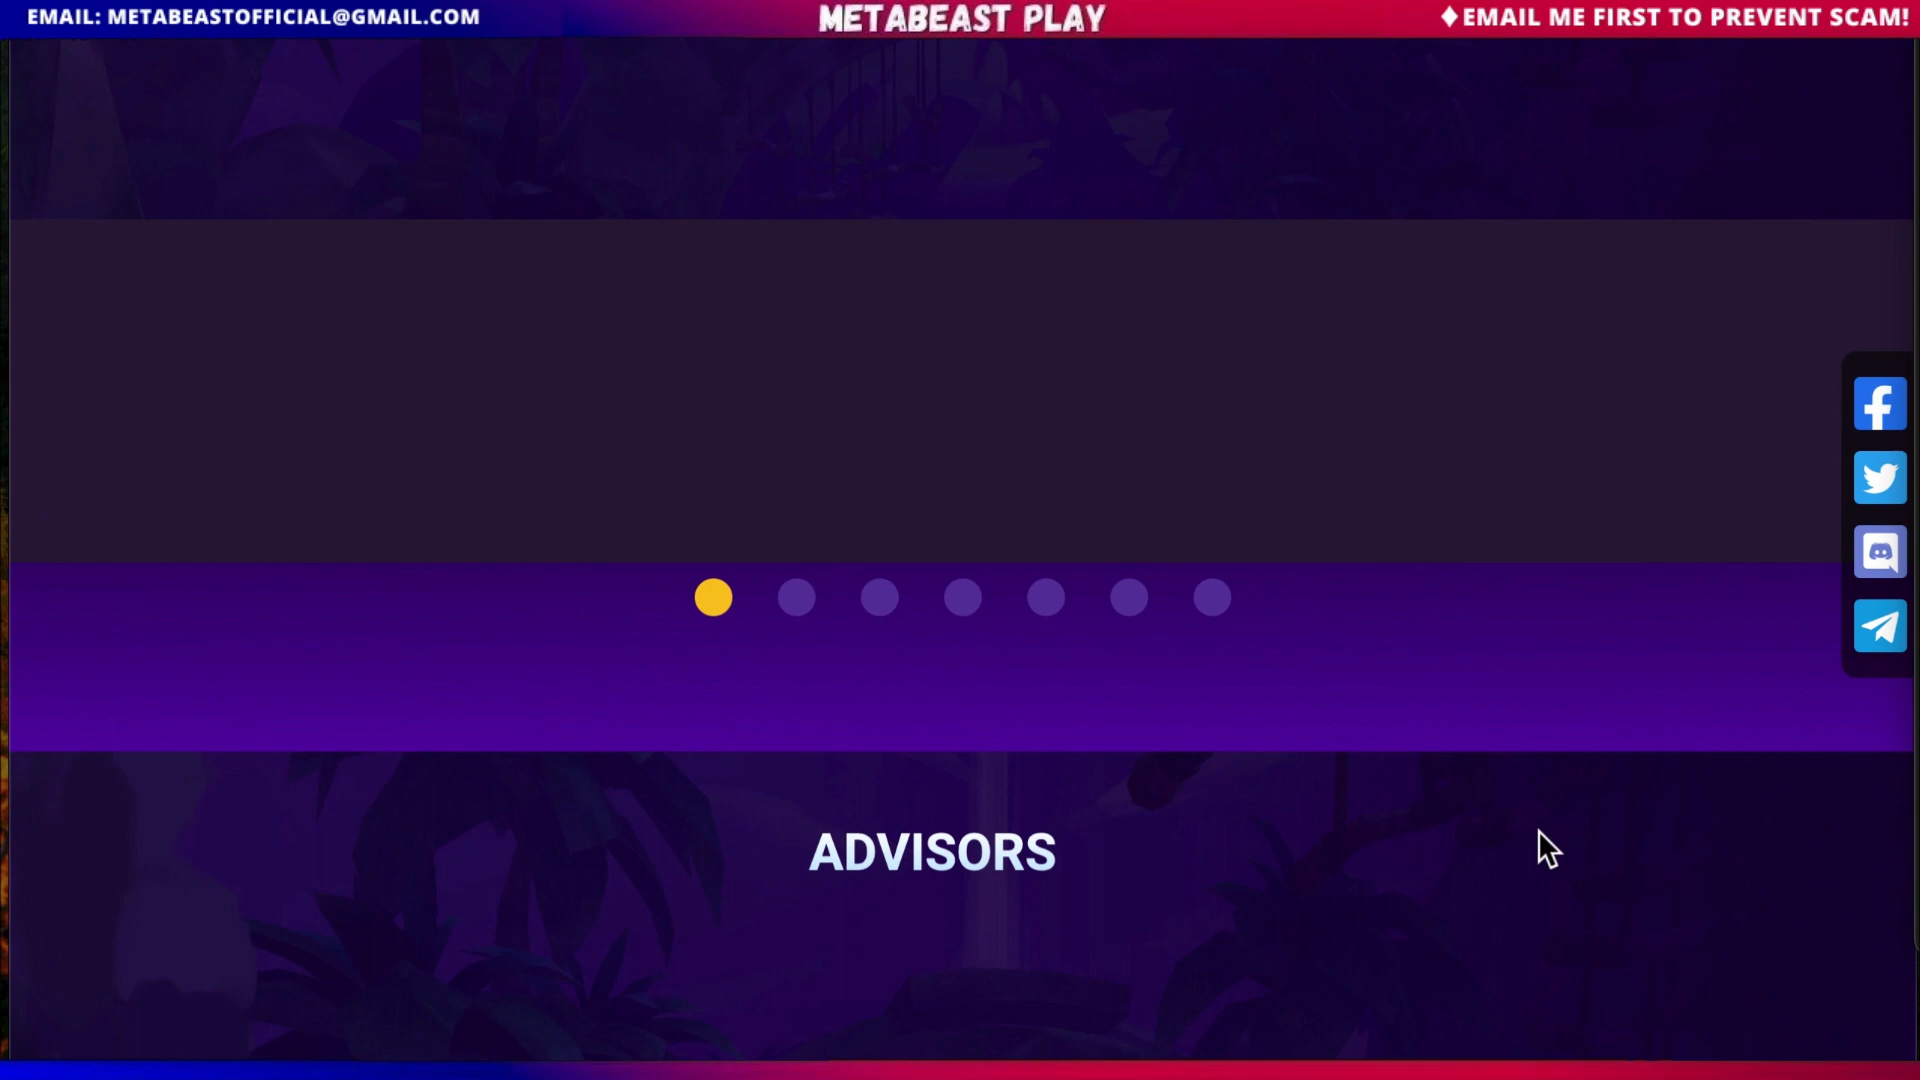 EMAIL: METABEASTOFFICIAL@GMAIL.COM
METABEAST PLAY
♦EMAIL ME FIRST TO PREVENT SCAM!
ADVISORS